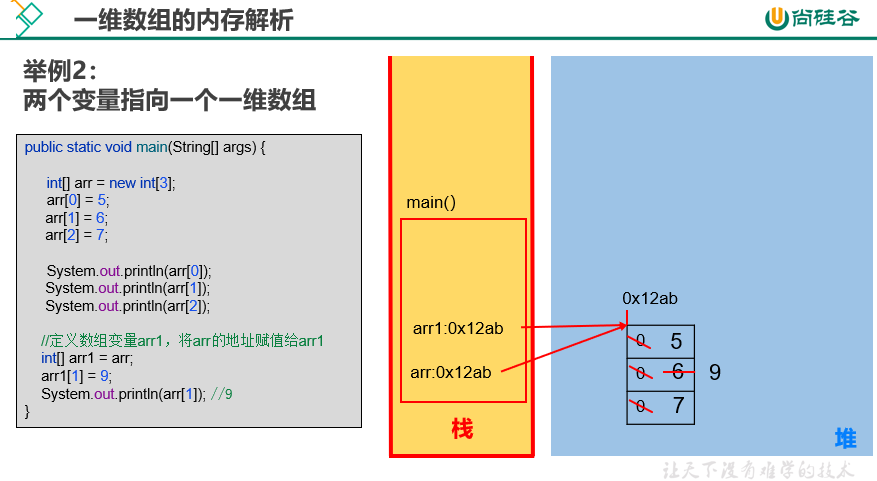 一维数组的内存解析
尚硅谷
举例2：
两个变量指向一个一维数组
public static void main(String[] args) {
int[] arr = new int[3];
arr[0] = 5;
arr[1] = 6;
arr[2] = 7;
System.out.println(arr[0]);
System.out.println(arr[1]);
System.out.println(arr[2]);
//定义数组变量arr1，将arr的地址赋值给arr1
int[] arr1 = arr;
arr1[1] = 9;
System.out.println(arr[1]); //9
}
main()
arr1:0x12ab
arr:0x12ab
栈
0x12ab
0 5
0 6 9
0 7
堆
让天下没有难学的技术